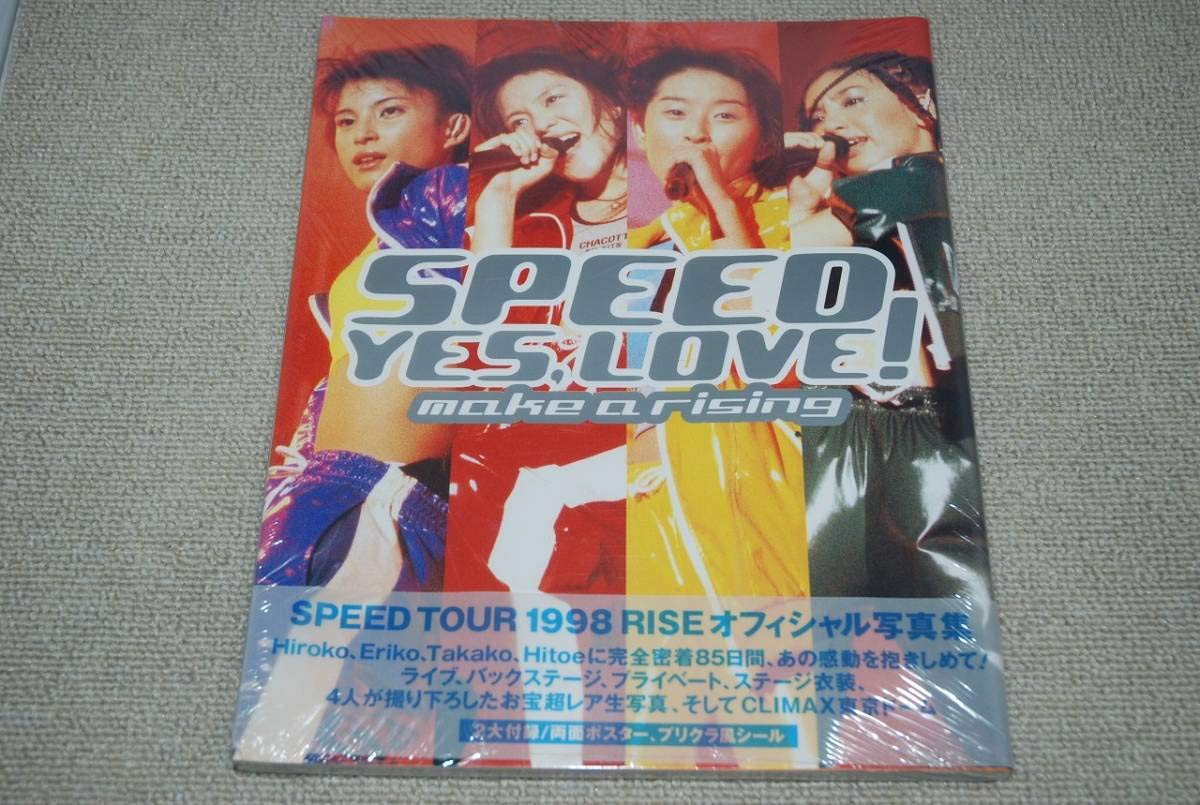 CHACOTT
SPEED
YES, LOVE!
make a rising
SPEED TOUR 1998 RISE オフィシャル写真集
Hiroko、Eriko、Takako、Hitoeに完全密着85日間、あの感動を抱きしめて！
ライブ、バックステージ、プライベート、ステージ衣装、
4人が撮り下ろしたお宝超レア生写真、そしてCLIMAX東京ドーム
2大付録/両面ポスター、プリクラ風シール